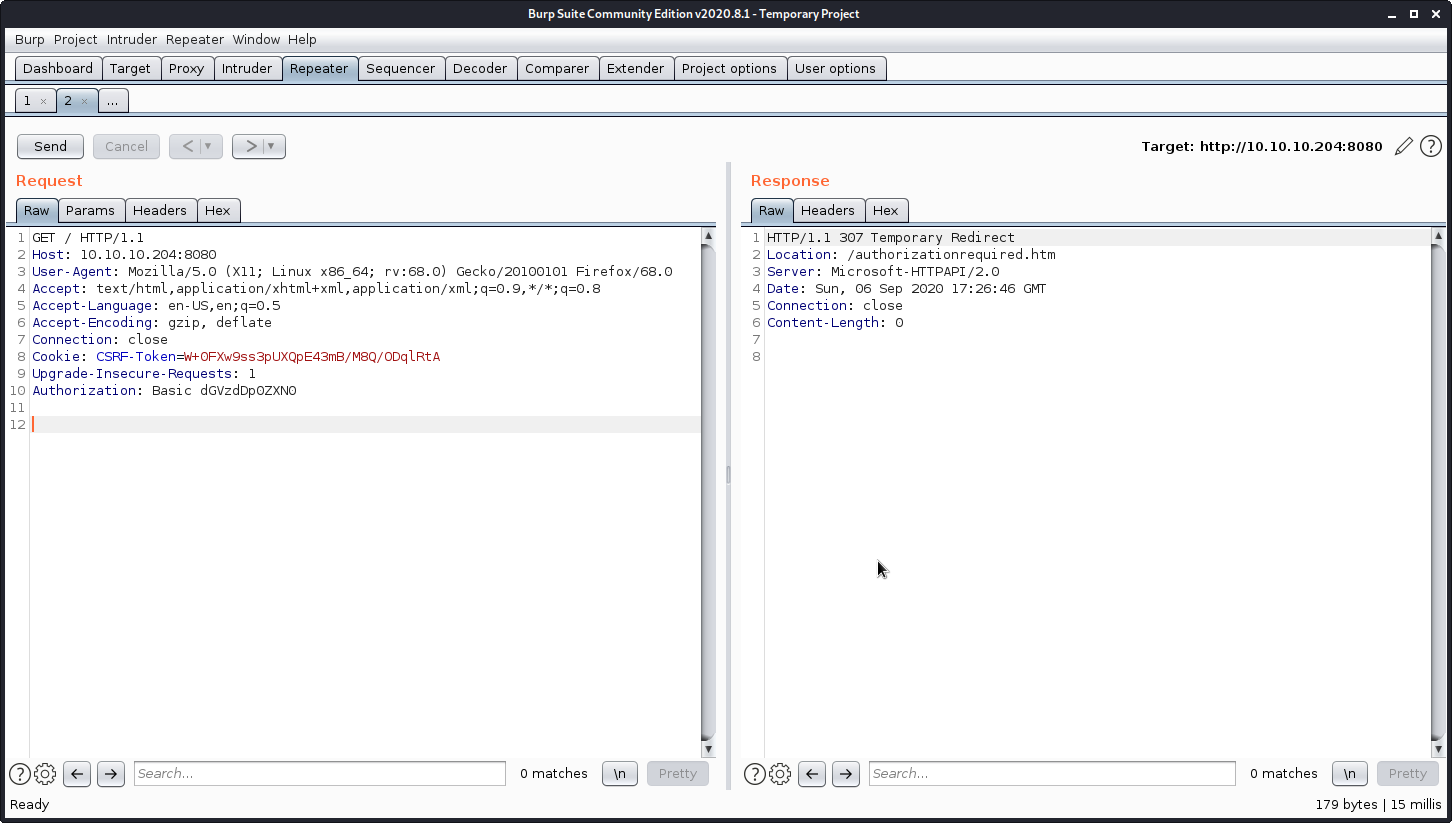 Burp Suite Community Edition v2020.8.1 - Temporary Project
Burp Project Intruder Repeater Window Help
Dashboard Target Proxy Intruder Repeater Sequencer Decoder Comparer Extender Project options User options
1 × 2 × ...
Send Cancel < > Target: http://10.10.10.204:8080 ?
Request
Raw Params Headers Hex
1 GET / HTTP/1.1
2 Host: 10.10.10.204:8080
3 User-Agent: Mozilla/5.0 (X11; Linux x86_64; rv:68.0) Gecko/20100101 Firefox/68.0
4 Accept: text/html,application/xhtml+xml,application/xml;q=0.9,*/*;q=0.8
5 Accept-Language: en-US,en;q=0.5
6 Accept-Encoding: gzip, deflate
7 Connection: close
8 Cookie: CSRF-Token=W+0FXw9ss3pUXQpE43mB/M8Q/ODqlRtA
9 Upgrade-Insecure-Requests: 1
10 Authorization: Basic dGVzdDp0ZXN0
11
12
? Search... 0 matches \n Pretty
Response
Raw Headers Hex
1 HTTP/1.1 307 Temporary Redirect
2 Location: /authorizationrequired.htm
3 Server: Microsoft-HTTPAPI/2.0
4 Date: Sun, 06 Sep 2020 17:26:46 GMT
5 Connection: close
6 Content-Length: 0
7
8
? Search... 0 matches \n Pretty
Ready 179 bytes | 15 millis